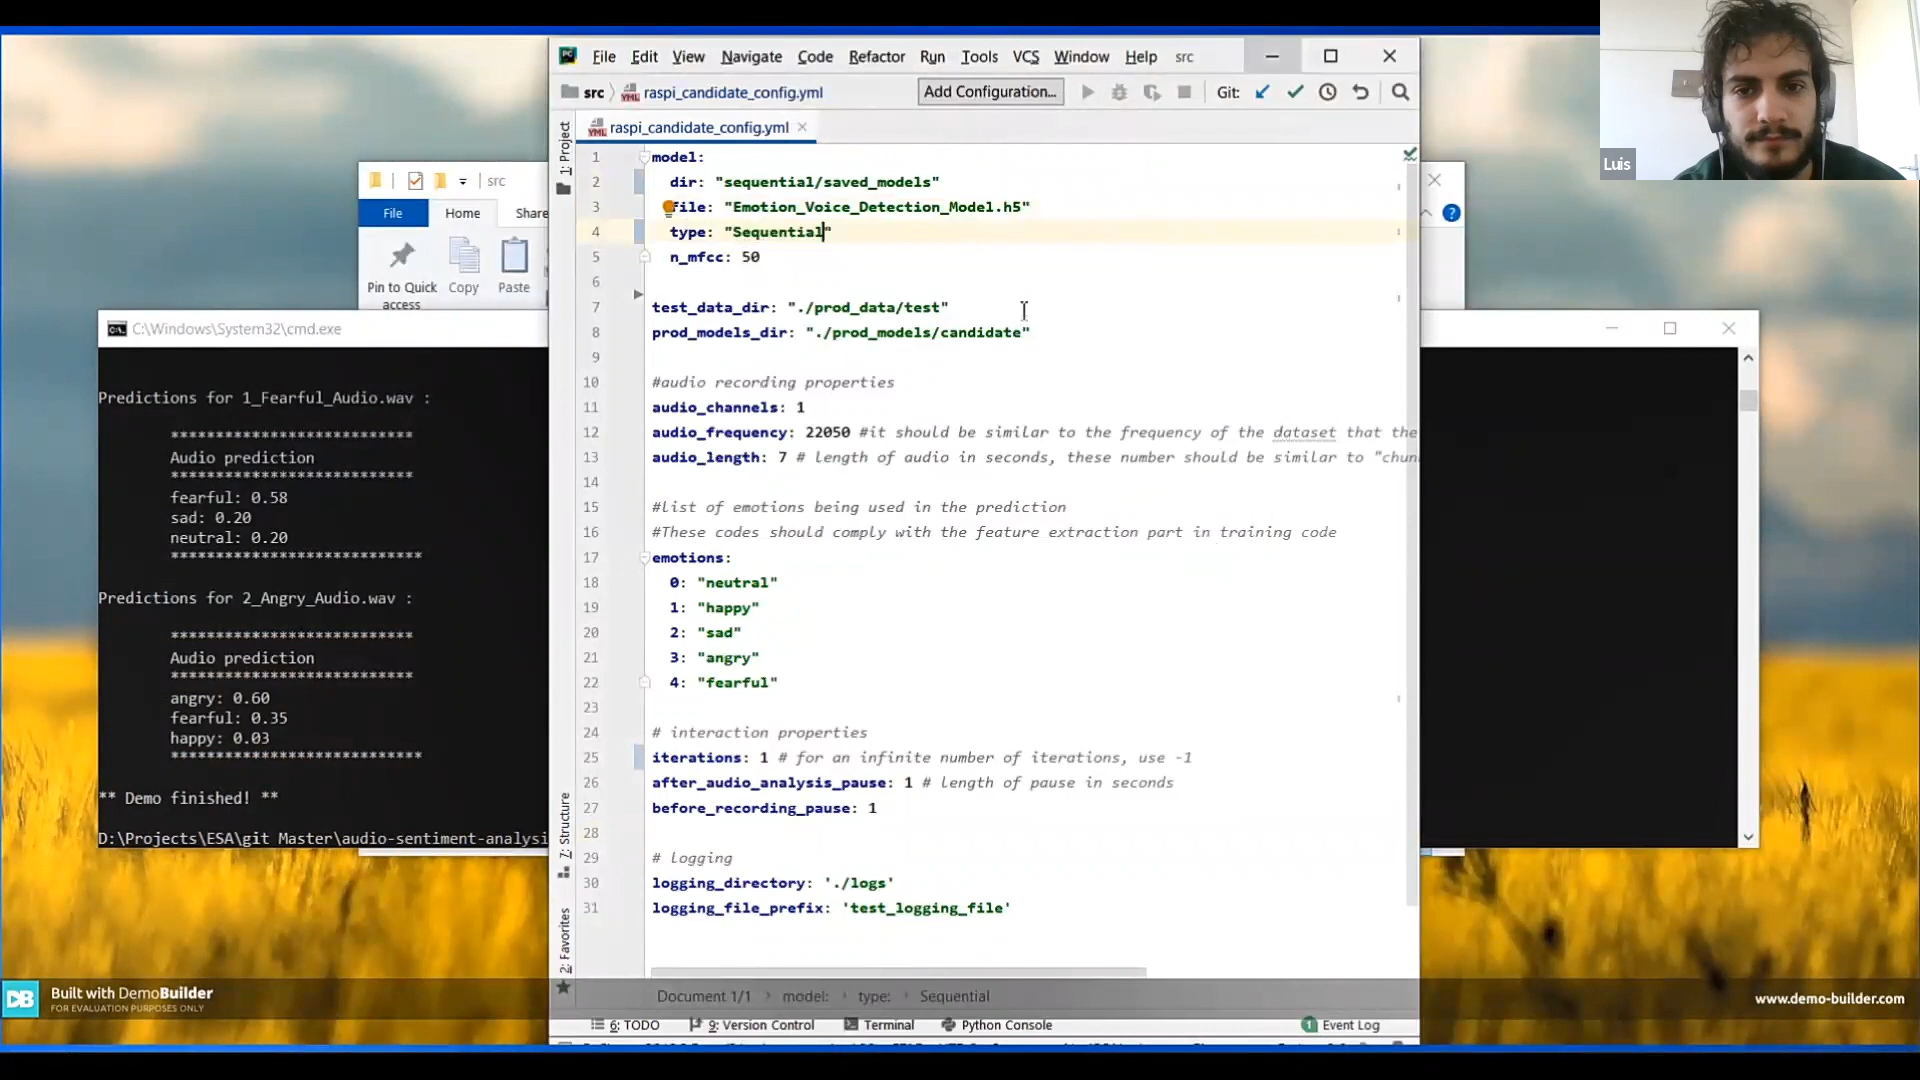 File Edit View Navigate Code Refactor Run Tools VCS Window Help src
src raspi_candidate_config.yml Add Configuration... Git:
raspi_candidate_config.yml
1: Project
1 model:
2 dir: "sequential/saved_models"
3 file: "Emotion_Voice_Detection_Model.h5"
4 type: "Sequential"
5 n_mfcc: 50
6
7 test_data_dir: "./prod_data/test"
8 prod_models_dir: "./prod_models/candidate"
9
10 #audio recording properties
11 audio_channels: 1
12 audio_frequency: 22050 #it should be similar to the frequency of the dataset that the
13 audio_length: 7 # length of audio in seconds, these number should be similar to "chun
14
15 #list of emotions being used in the prediction
16 #These codes should comply with the feature extraction part in training code
17 emotions:
18 0: "neutral"
19 1: "happy"
20 2: "sad"
21 3: "angry"
22 4: "fearful"
23
24 # interaction properties
25 iterations: 1 # for an infinite number of iterations, use -1
26 after_audio_analysis_pause: 1 # length of pause in seconds
27 before_recording_pause: 1
28
29 # logging
30 logging_directory: './logs'
31 logging_file_prefix: 'test_logging_file'
7: Structure
2: Favorites
Document 1/1 model: type: Sequential
6: TODO 9: Version Control Terminal Python Console 1 Event Log
src
File Home Share
Pin to Quick access
Copy
Paste
C:\Windows\System32\cmd.exe
Predictions for 1_Fearful_Audio.wav :
***************************
Audio prediction
***************************
fearful: 0.58
sad: 0.20
neutral: 0.20
****************************
Predictions for 2_Angry_Audio.wav :
***************************
Audio prediction
***************************
angry: 0.60
fearful: 0.35
happy: 0.03
****************************
** Demo finished! **
D:\Projects\ESA\git Master\audio-sentiment-analysi
Luis
DB
Built with DemoBuilder
FOR EVALUATION PURPOSES ONLY
www.demo-builder.com